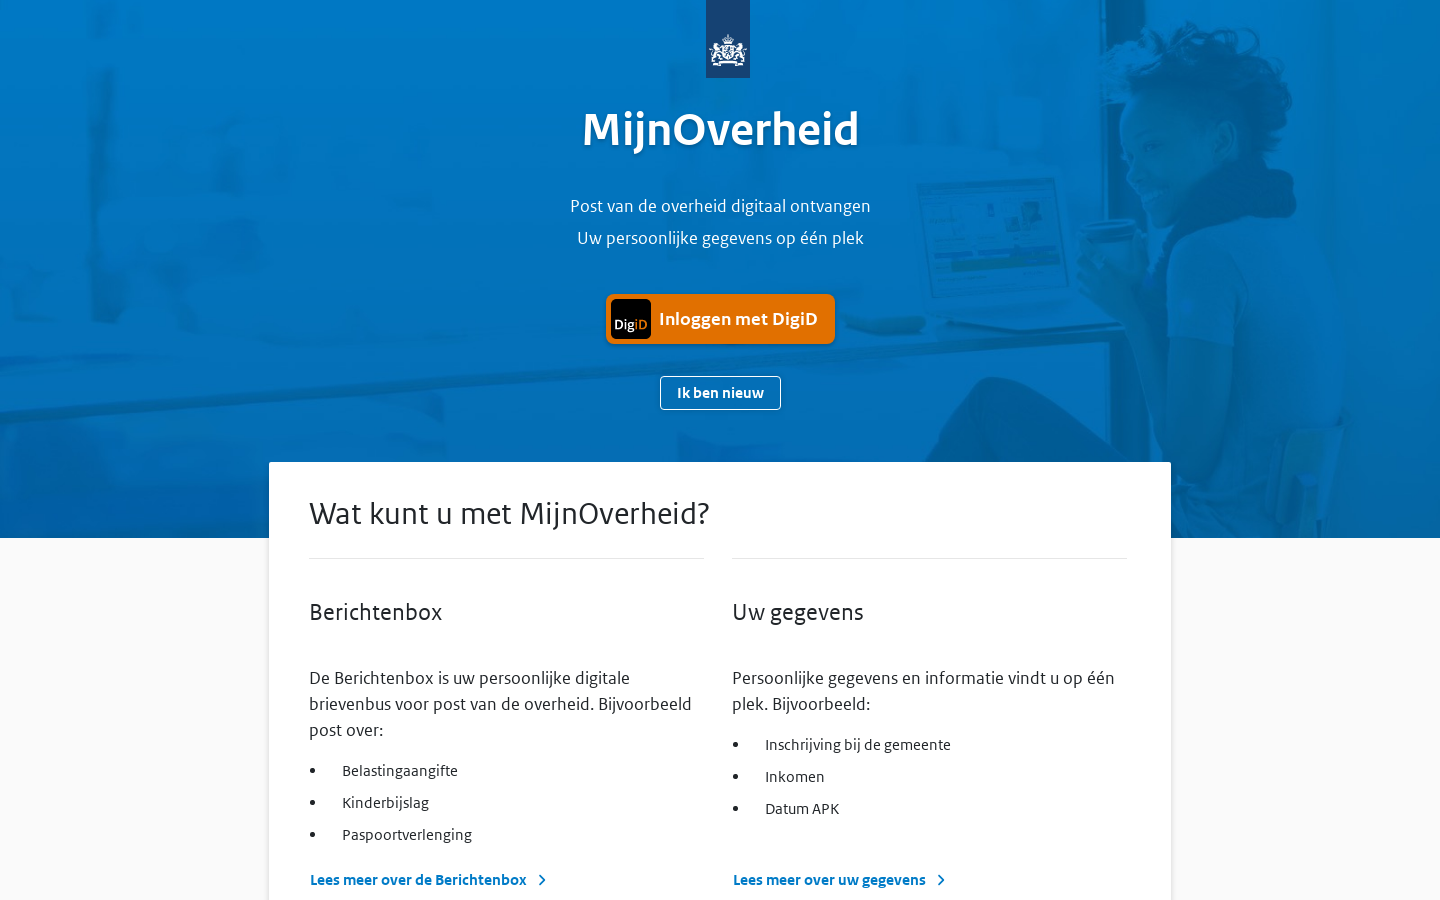 MijnOverheid
Post van de overheid digitaal ontvangen
Uw persoonlijke gegevens op één plek
DigiD Inloggen met DigiD
Ik ben nieuw
Wat kunt u met MijnOverheid?
Berichtenbox
De Berichtenbox is uw persoonlijke digitale
brievenbus voor post van de overheid. Bijvoorbeeld
post over:
• Belastingaangifte
• Kinderbijslag
• Paspoortverlenging
Lees meer over de Berichtenbox
Uw gegevens
Persoonlijke gegevens en informatie vindt u op één
plek. Bijvoorbeeld:
• Inschrijving bij de gemeente
• Inkomen
• Datum APK
Lees meer over uw gegevens